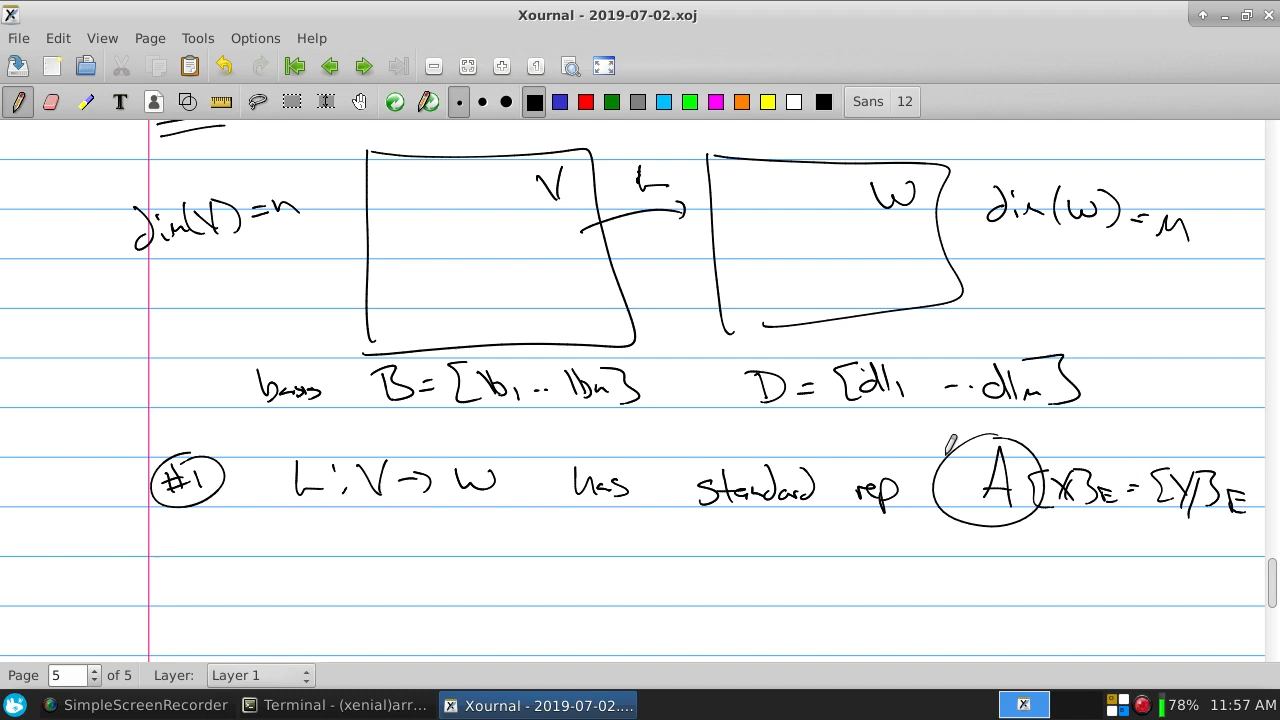 Xournal - 2019-07-02.xoj
File Edit View Page Tools Options Help
Sans 12
V L W
dim(V) = n dim(W) = m
basis B = {b1 .. bn} D = {d1 ... dm}
#1 L: V → W has standard rep A [x]E = [y]E
Page 5 of 5 Layer: Layer 1
SimpleScreenRecorder Terminal - (xenial)arr... Xournal - 2019-07-02.... 78% 11:57 AM